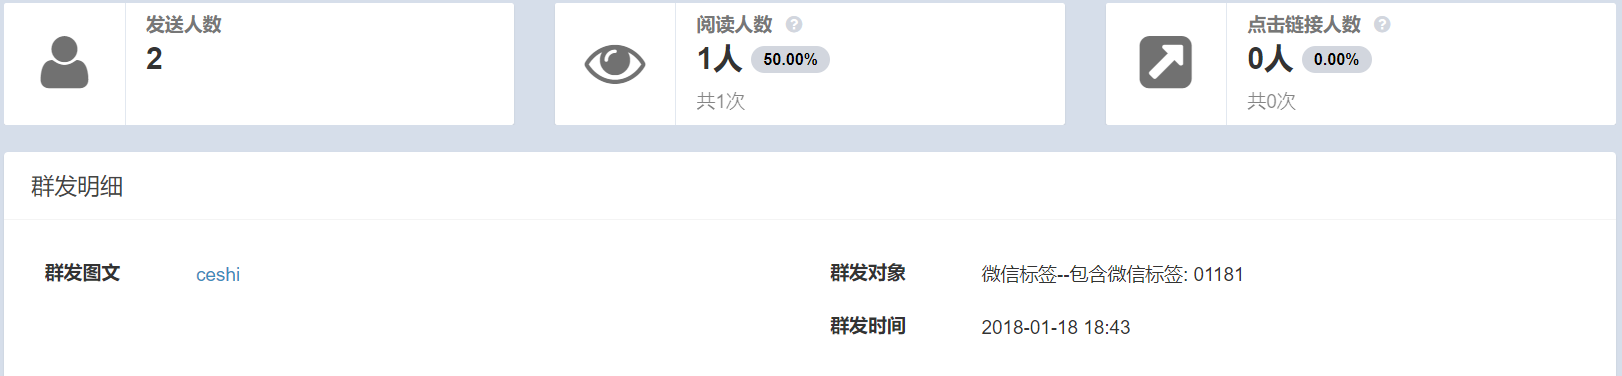 发送人数
2
阅读人数 ?
1人 50.00%
共1次
点击链接人数 ?
0人 0.00%
共0次
群发明细
群发图文 ceshi
群发对象 微信标签--包含微信标签: 01181
群发时间 2018-01-18 18:43